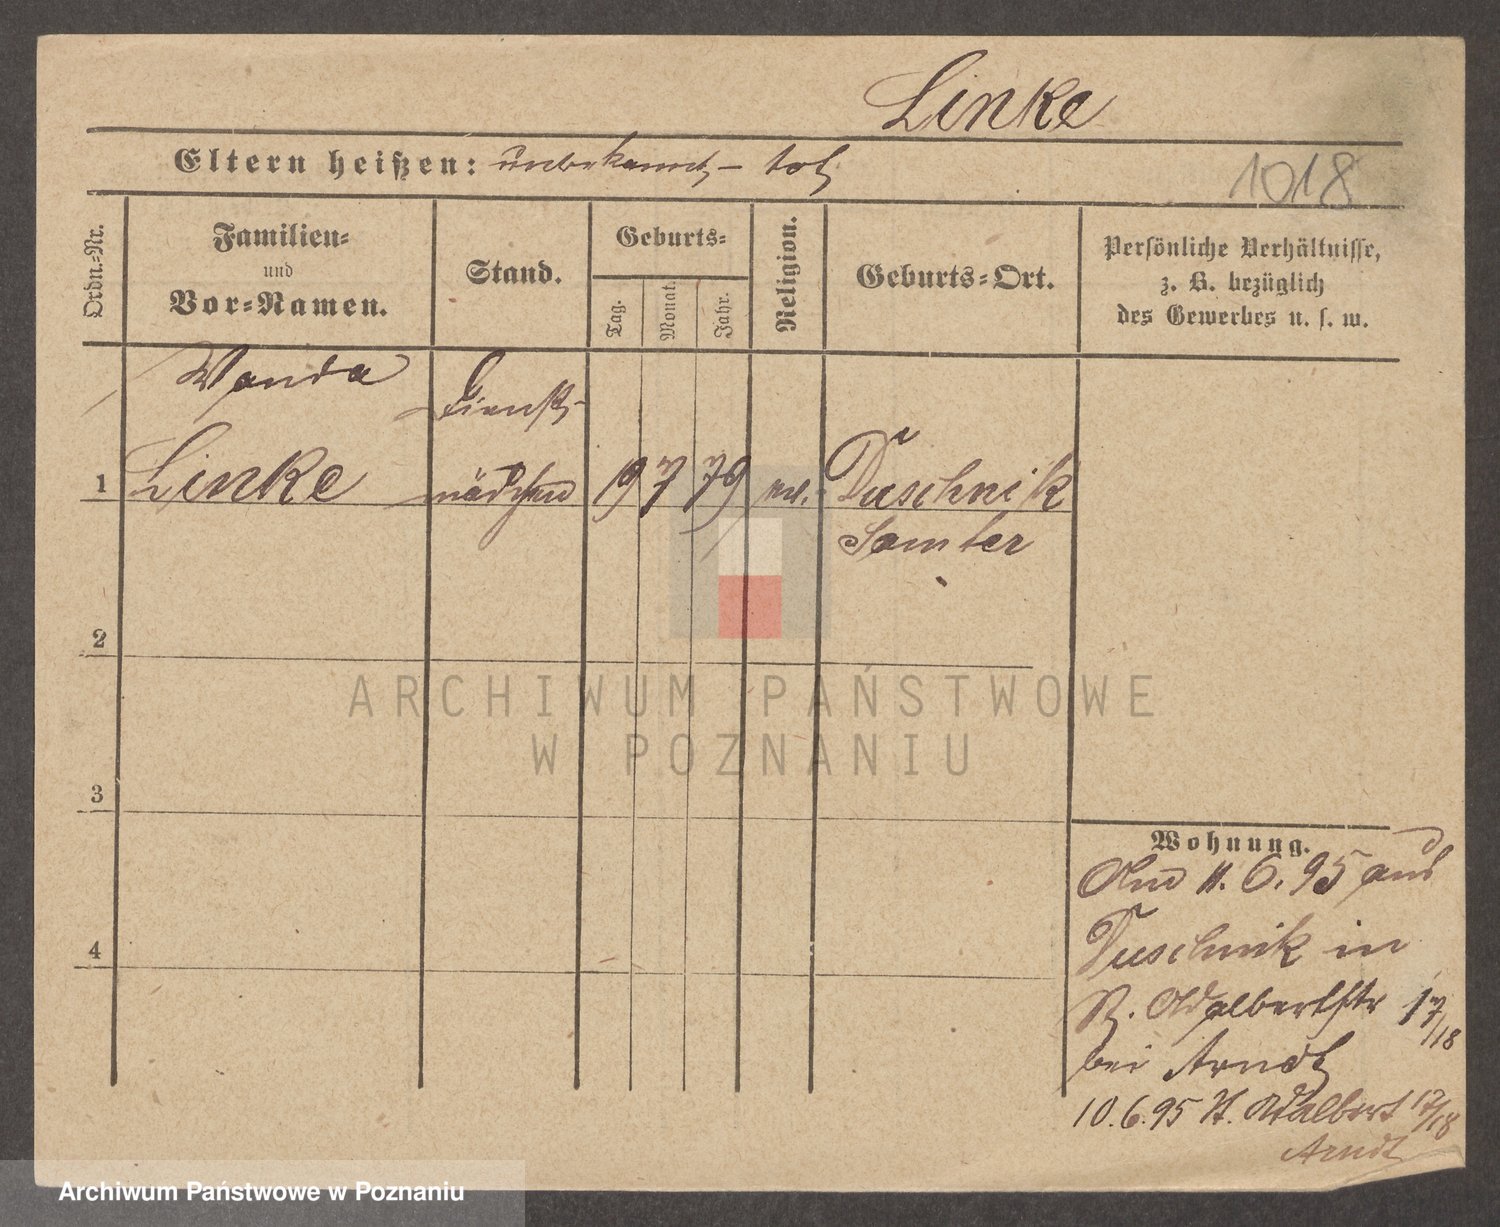 Linke
Eltern heißen: unbekannt – tot
1018
Ordn.-Nr.
Familien-
und
Vor-Namen.
Stand.
Geburts-
Tag.
Monat.
Jahr.
Religion.
Geburts-Ort.
Persönliche Verhältnisse,
z. B. bezüglich
des Gewerbes u. s. w.
Wanda
Dienst-
1 Linke mädchen 19 7 79 ev. Duschnik
Samter
2
3
4
ARCHIWUM PAŃSTWOWE
W POZNANIU
Wohnung.
11. 6. 95 aus
Duschnik in
St. Adalbertstr 17/18
bei Arndt
10.6.95 St. Adalbert 17/18
Arndt
Archiwum Państwowe w Poznaniu